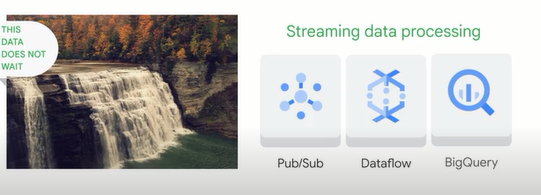 THIS
DATA
DOES NOT
WAIT
Streaming data processing
Pub/Sub
Dataflow
BigQuery